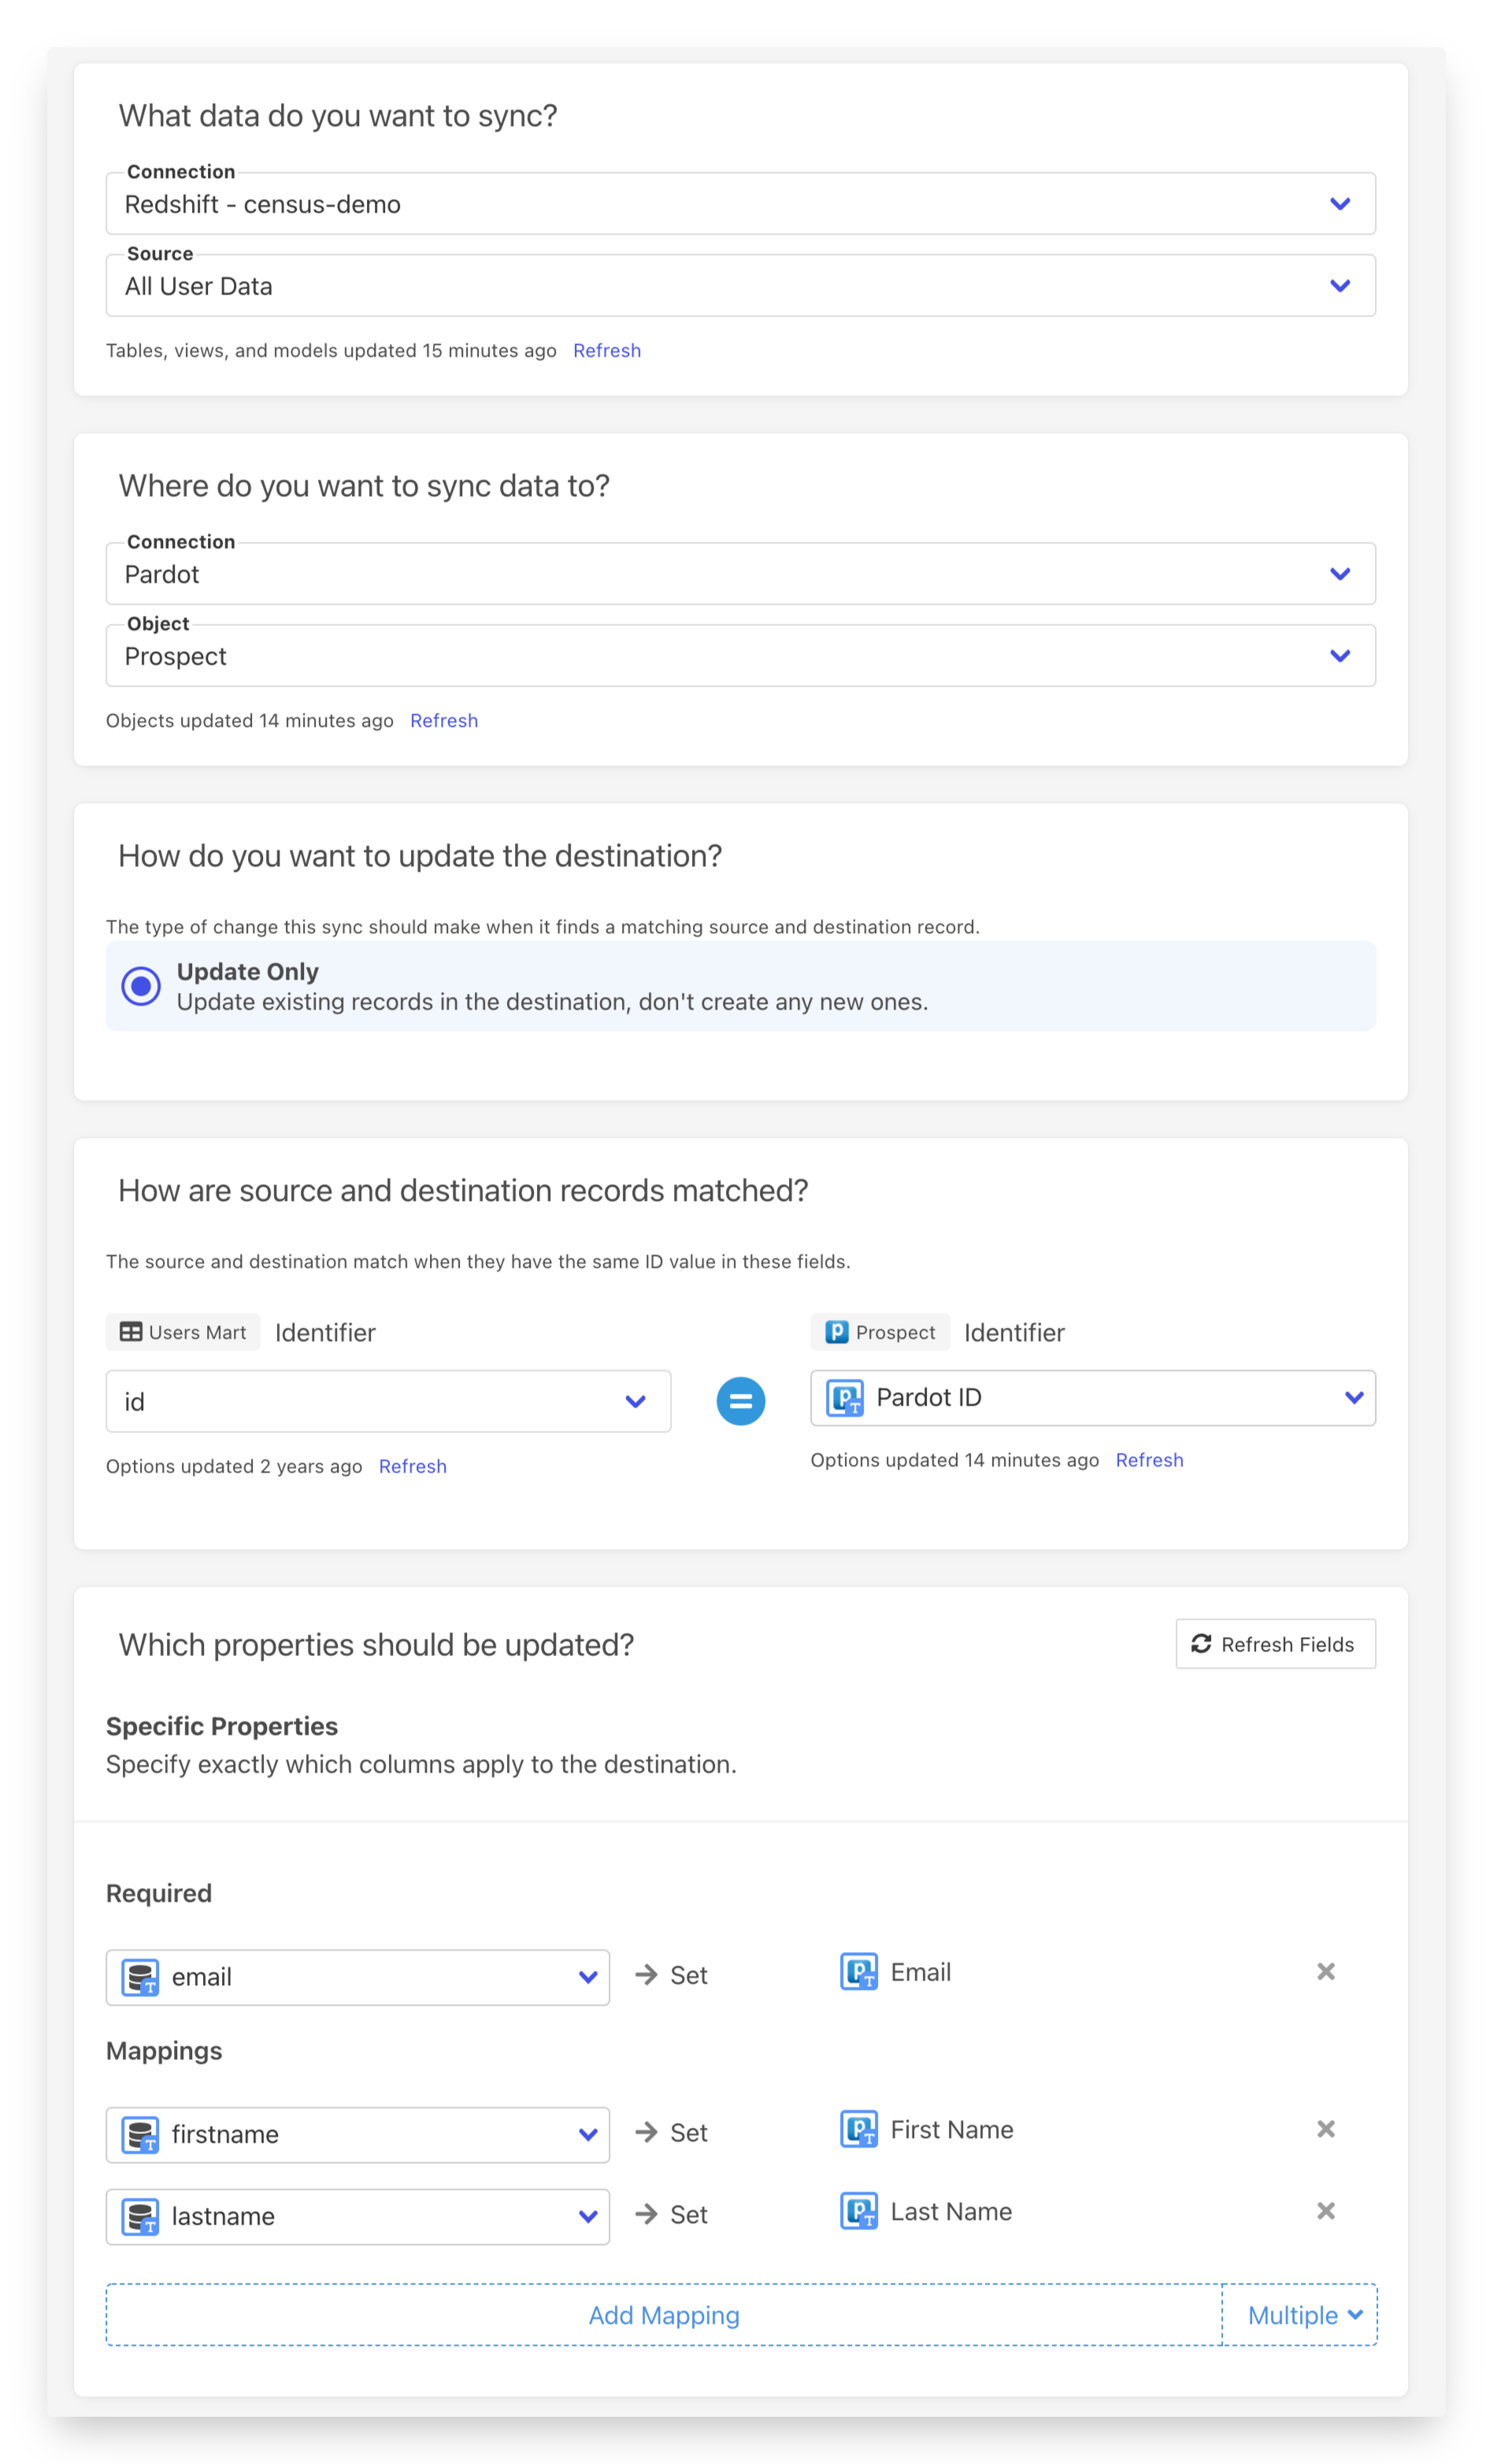 What data do you want to sync?
Connection
Redshift - census-demo
Source
All User Data
Tables, views, and models updated 15 minutes ago Refresh
Where do you want to sync data to?
Connection
Pardot
Object
Prospect
Objects updated 14 minutes ago Refresh
How do you want to update the destination?
The type of change this sync should make when it finds a matching source and destination record.
Update Only
Update existing records in the destination, don't create any new ones.
How are source and destination records matched?
The source and destination match when they have the same ID value in these fields.
Users Mart Identifier
Prospect Identifier
id
Pardot ID
Options updated 2 years ago Refresh
Options updated 14 minutes ago Refresh
Which properties should be updated?
Refresh Fields
Specific Properties
Specify exactly which columns apply to the destination.
Required
email Set Email
Mappings
firstname Set First Name
lastname Set Last Name
Add Mapping Multiple